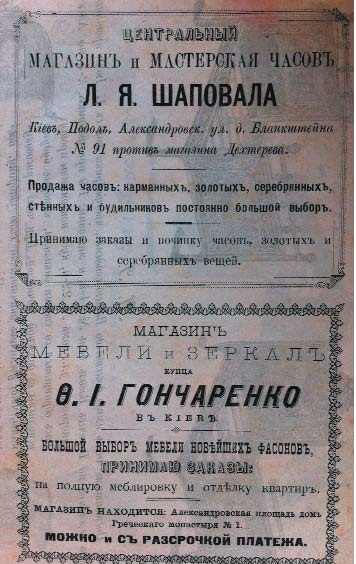 ЦЕНТРАЛЬНЫЙ
МАГАЗИНЪ и МАСТЕРСКАЯ ЧАСОВЪ
Л. Я. ШАПОВАЛА
Кіевъ, Подолъ, Александровск. ул. д. Бланкштейна
№ 91 противъ магазина Дехтерева.
Продажа часовъ: карманныхъ, золотыхъ, серебрянныхъ,
стѣнныхъ и будильниковъ постоянно большой выборъ.
Принимаю заказы и починку часовъ, золотыхъ и
серебрянныхъ вещей.
МАГАЗИНЪ
МЕБЕЛИ и ЗЕРКАЛЪ
КУПЦА
Ѳ. І. ГОНЧАРЕНКО
ВЪ КІЕВѢ
БОЛЬШОЙ ВЫБОРЪ МЕБЕЛИ НОВѢЙШИХЪ ФАСОНОВЪ,
ПРИНИМАЮ ЗАКАЗЫ:
на полную меблировку и отдѣлку квартиръ.
МАГАЗИНЪ НАХОДИТСЯ: Александровская площадь домъ
Греческаго монастыря № 1.
МОЖНО и СЪ РАЗСРОЧКОЙ ПЛАТЕЖА.